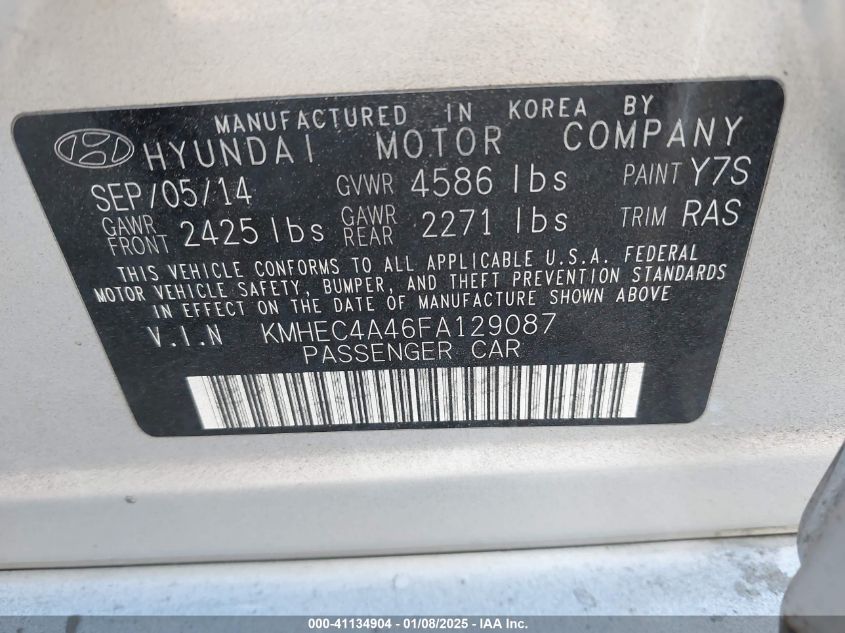 MANUFACTURED IN KOREA BY
HYUNDAI MOTOR COMPANY
SEP/05/14 GVWR 4586 lbs PAINT Y7S
GAWR FRONT 2425 lbs GAWR REAR 2271 lbs TRIM RAS
THIS VEHICLE CONFORMS TO ALL APPLICABLE U.S.A. FEDERAL
MOTOR VEHICLE SAFETY, BUMPER, AND THEFT PREVENTION STANDARDS
IN EFFECT ON THE DATE OF MANUFACTURE SHOWN ABOVE
V.I.N KMHEC4A46FA129087
PASSENGER CAR
000-41134904 - 01/08/2025 - IAA Inc.